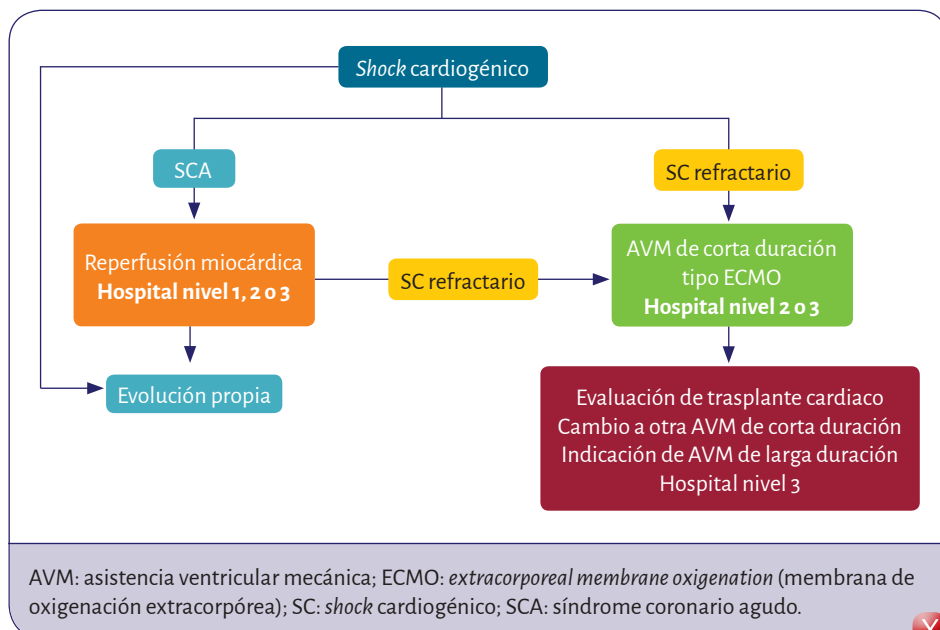 Shock cardiogénico
SCA
SC refractario
Reperfusión miocárdica
Hospital nivel 1, 2 o 3
SC refractario
AVM de corta duración
tipo ECMO
Hospital nivel 2 o 3
Evolución propia
Evaluación de trasplante cardiaco
Cambio a otra AVM de corta duración
Indicación de AVM de larga duración
Hospital nivel 3
AVM: asistencia ventricular mecánica; ECMO: extracorporeal membrane oxigenation (membrana de
oxigenación extracorpórea); SC: shock cardiogénico; SCA: síndrome coronario agudo.